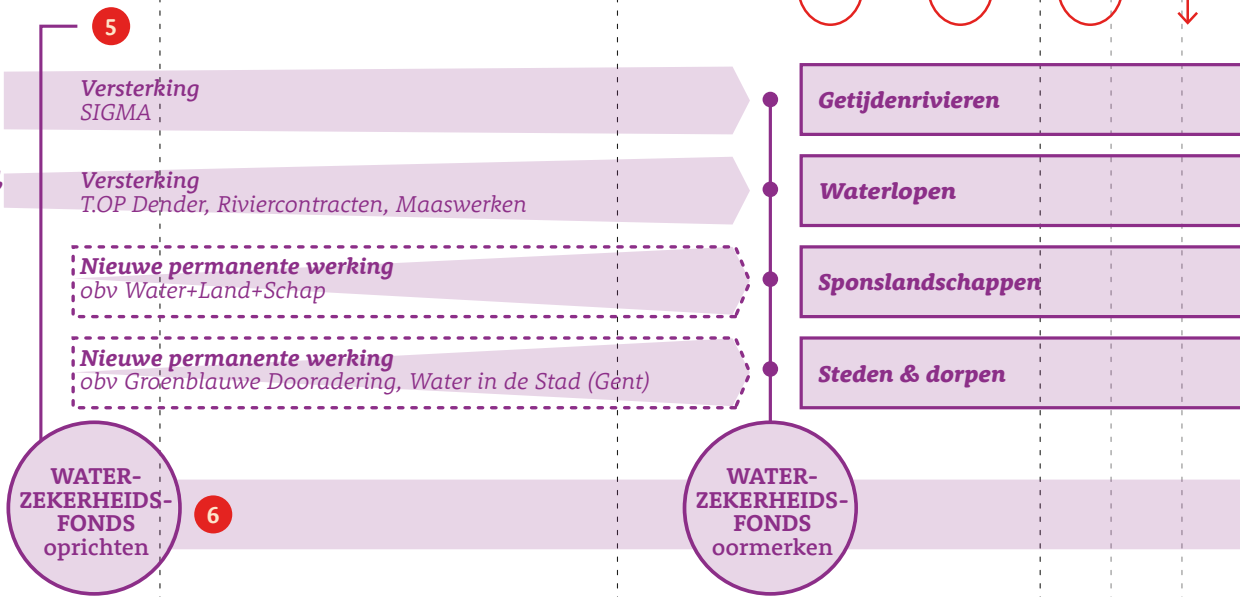 5
Versterking
SIGMA
Getijdenrivieren
Versterking
T.OP Dender, Riviercontracten, Maaswerken
Waterlopen
Nieuwe permanente werking
obv Water+Land+Schap
Sponslandschappen
Nieuwe permanente werking
obv Groenblauwe Dooradering, Water in de Stad (Gent)
Steden & dorpen
WATER-
ZEKERHEIDS-
FONDS
oprichten
6
WATER-
ZEKERHEIDS-
FONDS
oormerken